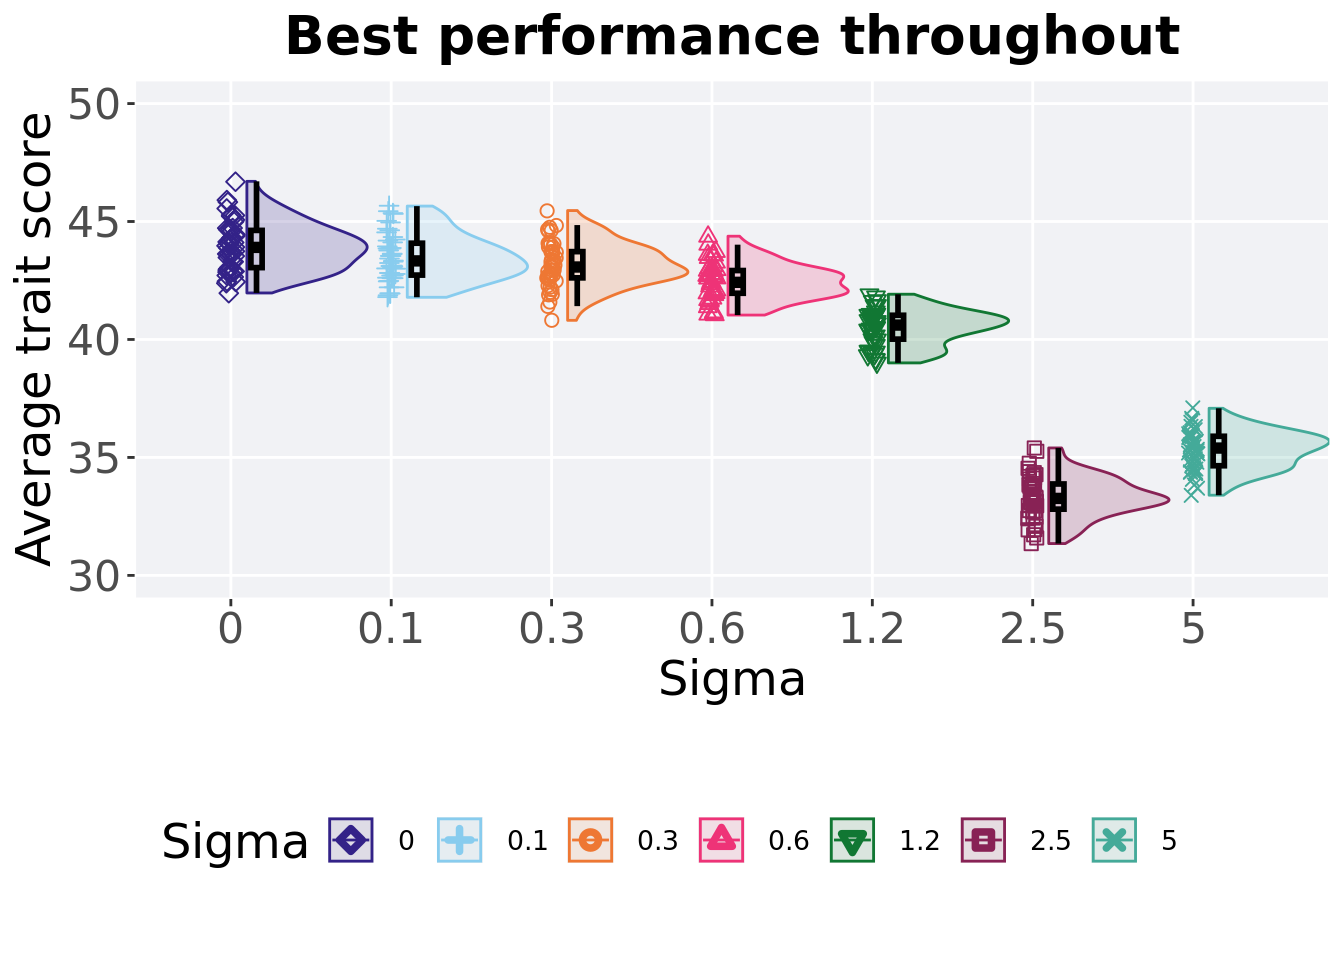 Best performance throughout
Average trait score
50
45
40
35
30
0 0.1 0.3 0.6 1.2 2.5 5
Sigma
Sigma 0 0.1 0.3 0.6 1.2 2.5 5